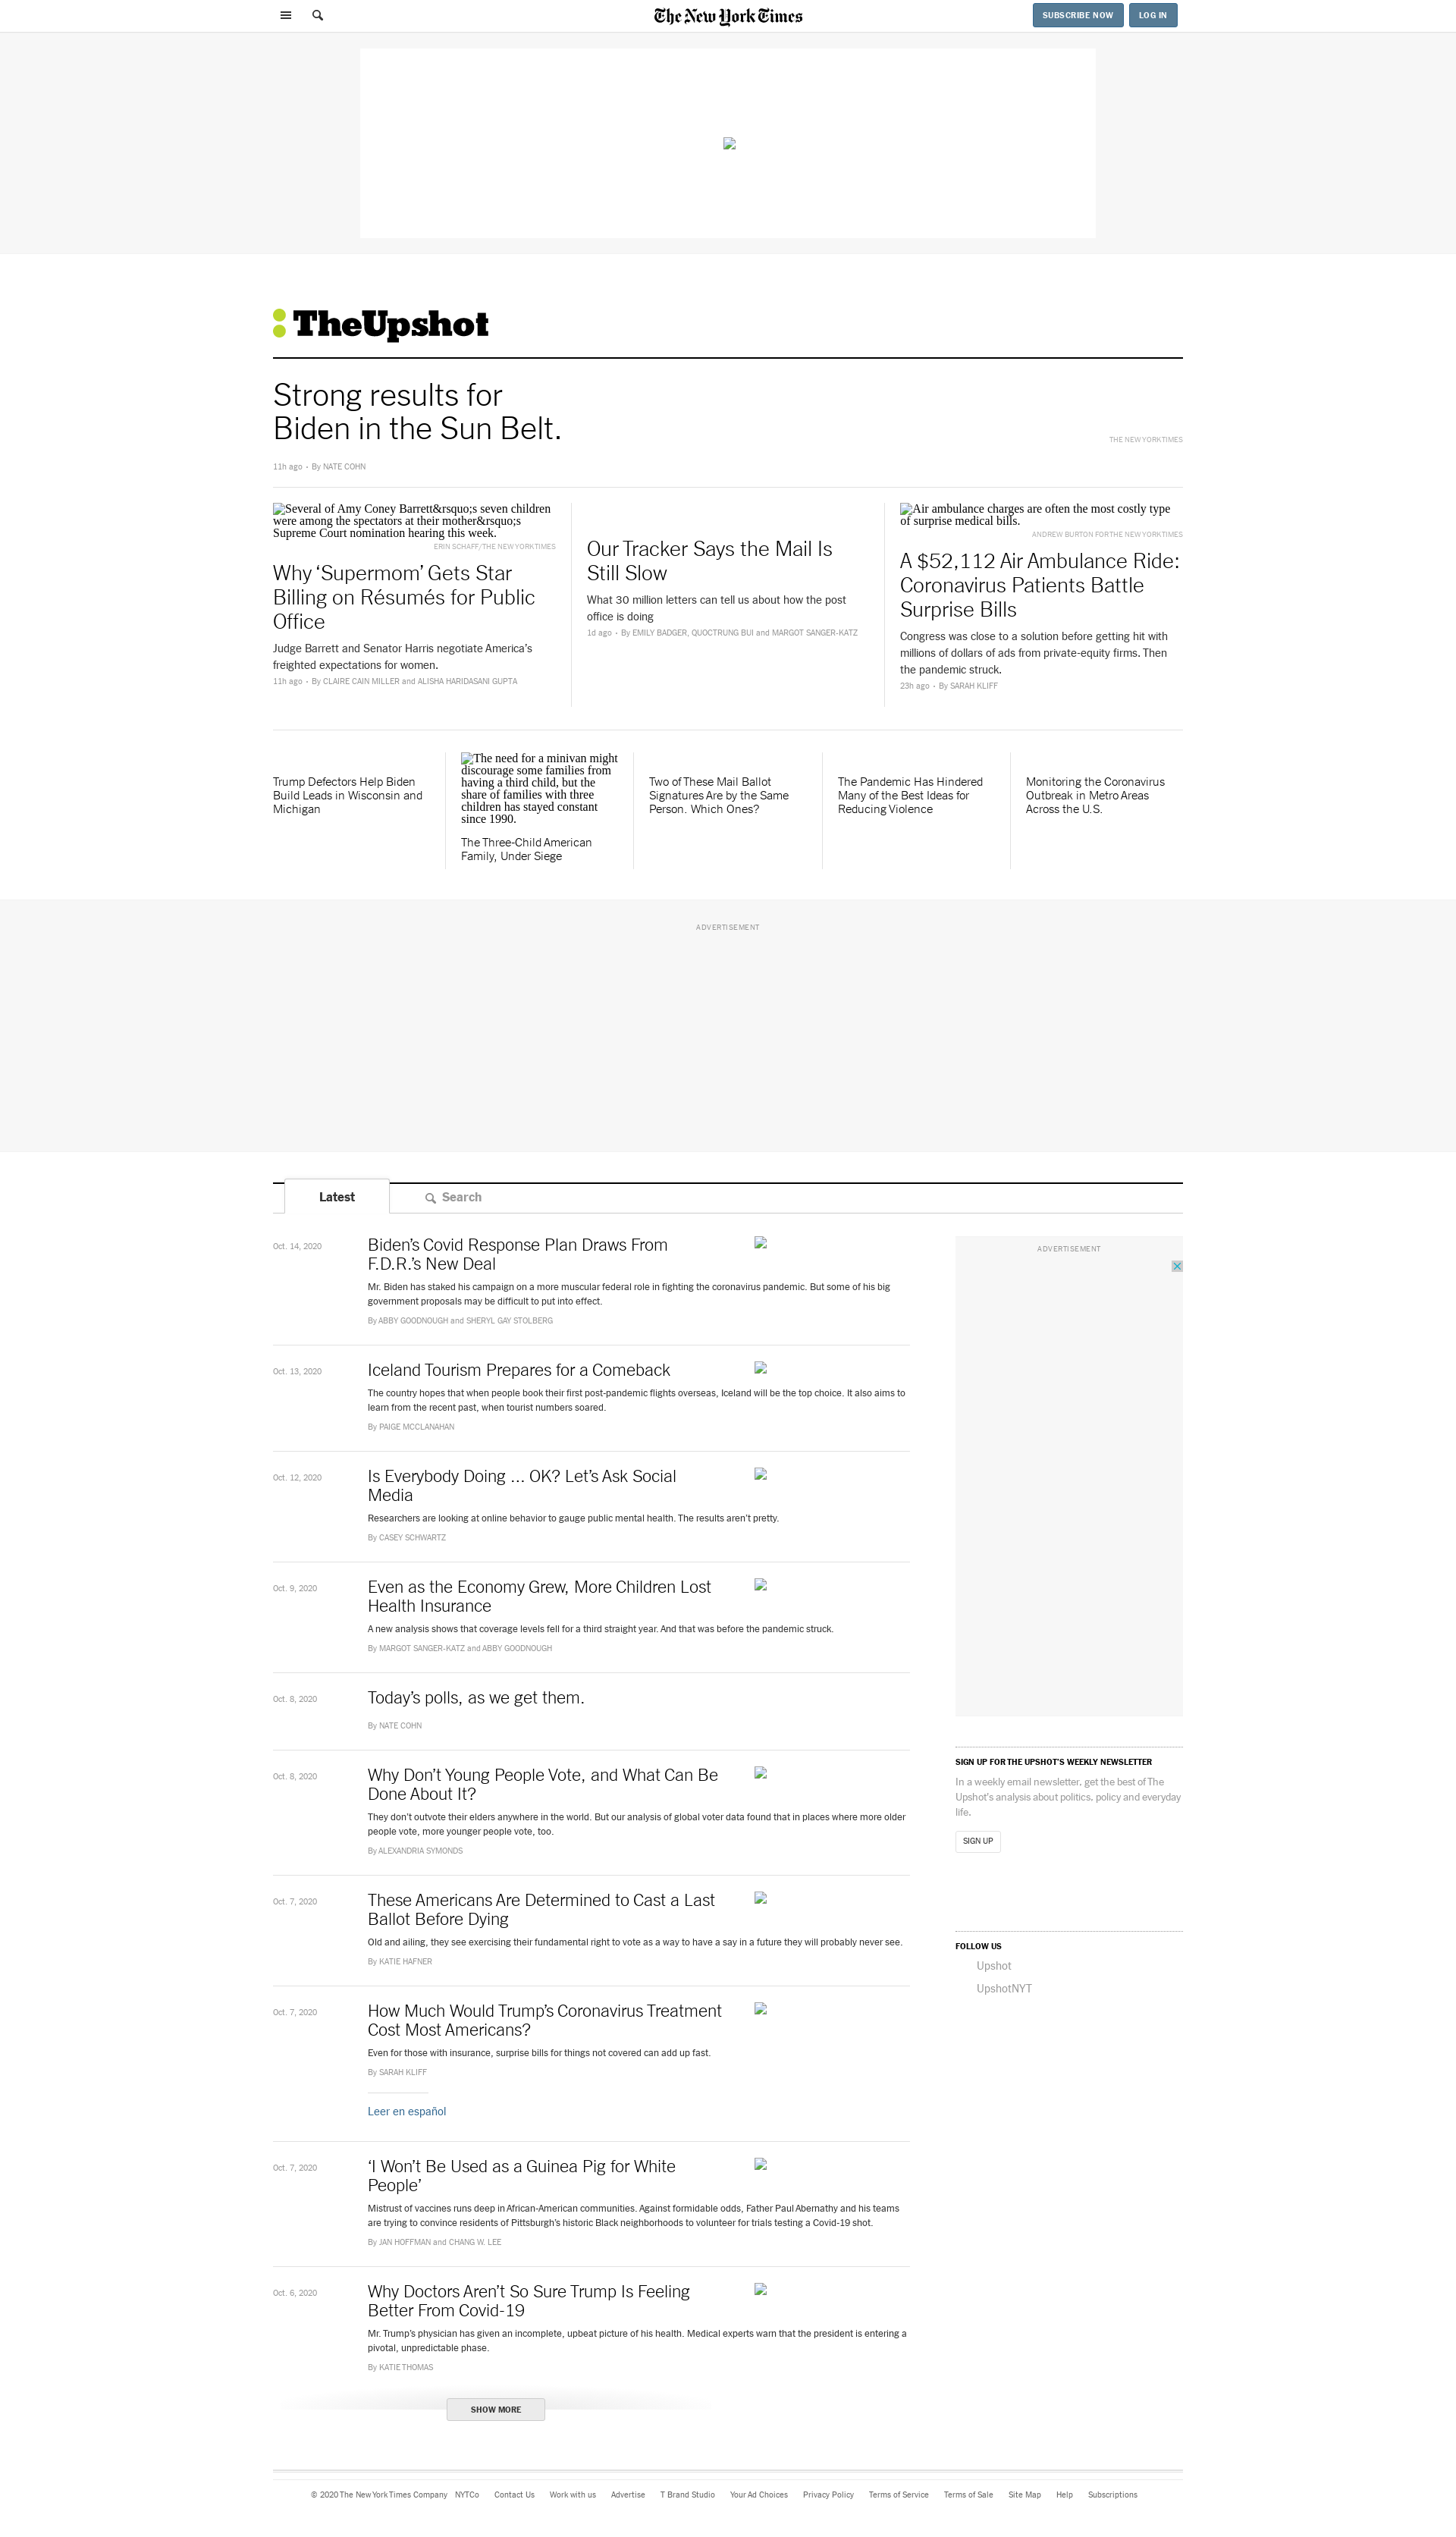 The New York Times
SUBSCRIBE NOW
LOG IN
TheUpshot
Strong results for
Biden in the Sun Belt.
THE NEW YORK TIMES
11h ago • By NATE COHN
Several of Amy Coney Barrett&rsquo;s seven children
were among the spectators at their mother&rsquo;s
Supreme Court nomination hearing this week.
ERIN SCHAFF/THE NEW YORK TIMES
Why ‘Supermom’ Gets Star
Billing on Résumés for Public
Office
Judge Barrett and Senator Harris negotiate America’s
freighted expectations for women.
11h ago • By CLAIRE CAIN MILLER and ALISHA HARIDASANI GUPTA
Our Tracker Says the Mail Is
Still Slow
What 30 million letters can tell us about how the post
office is doing
1d ago • By EMILY BADGER, QUOCTRUNG BUI and MARGOT SANGER-KATZ
Air ambulance charges are often the most costly type
of surprise medical bills.
ANDREW BURTON FOR THE NEW YORK TIMES
A $52,112 Air Ambulance Ride:
Coronavirus Patients Battle
Surprise Bills
Congress was close to a solution before getting hit with
millions of dollars of ads from private-equity firms. Then
the pandemic struck.
23h ago • By SARAH KLIFF
Trump Defectors Help Biden
Build Leads in Wisconsin and
Michigan
The need for a minivan might
discourage some families from
having a third child, but the
share of families with three
children has stayed constant
since 1990.
The Three-Child American
Family, Under Siege
Two of These Mail Ballot
Signatures Are by the Same
Person. Which Ones?
The Pandemic Has Hindered
Many of the Best Ideas for
Reducing Violence
Monitoring the Coronavirus
Outbreak in Metro Areas
Across the U.S.
ADVERTISEMENT
Latest
Search
Oct. 14, 2020
Biden’s Covid Response Plan Draws From
F.D.R.’s New Deal
Mr. Biden has staked his campaign on a more muscular federal role in fighting the coronavirus pandemic. But some of his big
government proposals may be difficult to put into effect.
By ABBY GOODNOUGH and SHERYL GAY STOLBERG
Oct. 13, 2020
Iceland Tourism Prepares for a Comeback
The country hopes that when people book their first post-pandemic flights overseas, Iceland will be the top choice. It also aims to
learn from the recent past, when tourist numbers soared.
By PAIGE MCCLANAHAN
Oct. 12, 2020
Is Everybody Doing ... OK? Let’s Ask Social
Media
Researchers are looking at online behavior to gauge public mental health. The results aren’t pretty.
By CASEY SCHWARTZ
Oct. 9, 2020
Even as the Economy Grew, More Children Lost
Health Insurance
A new analysis shows that coverage levels fell for a third straight year. And that was before the pandemic struck.
By MARGOT SANGER-KATZ and ABBY GOODNOUGH
Oct. 8, 2020
Today’s polls, as we get them.
By NATE COHN
Oct. 8, 2020
Why Don’t Young People Vote, and What Can Be
Done About It?
They don’t outvote their elders anywhere in the world. But our analysis of global voter data found that in places where more older
people vote, more younger people vote, too.
By ALEXANDRIA SYMONDS
Oct. 7, 2020
These Americans Are Determined to Cast a Last
Ballot Before Dying
Old and ailing, they see exercising their fundamental right to vote as a way to have a say in a future they will probably never see.
By KATIE HAFNER
Oct. 7, 2020
How Much Would Trump’s Coronavirus Treatment
Cost Most Americans?
Even for those with insurance, surprise bills for things not covered can add up fast.
By SARAH KLIFF
Leer en español
Oct. 7, 2020
‘I Won’t Be Used as a Guinea Pig for White
People’
Mistrust of vaccines runs deep in African-American communities. Against formidable odds, Father Paul Abernathy and his teams
are trying to convince residents of Pittsburgh’s historic Black neighborhoods to volunteer for trials testing a Covid-19 shot.
By JAN HOFFMAN and CHANG W. LEE
Oct. 6, 2020
Why Doctors Aren’t So Sure Trump Is Feeling
Better From Covid-19
Mr. Trump’s physician has given an incomplete, upbeat picture of his health. Medical experts warn that the president is entering a
pivotal, unpredictable phase.
By KATIE THOMAS
SHOW MORE
ADVERTISEMENT
SIGN UP FOR THE UPSHOT’S WEEKLY NEWSLETTER
In a weekly email newsletter, get the best of The
Upshot’s analysis about politics, policy and everyday
life.
SIGN UP
FOLLOW US
Upshot
UpshotNYT
© 2020 The New York Times Company NYTCo Contact Us Work with us Advertise T Brand Studio Your Ad Choices Privacy Policy Terms of Service Terms of Sale Site Map Help Subscriptions